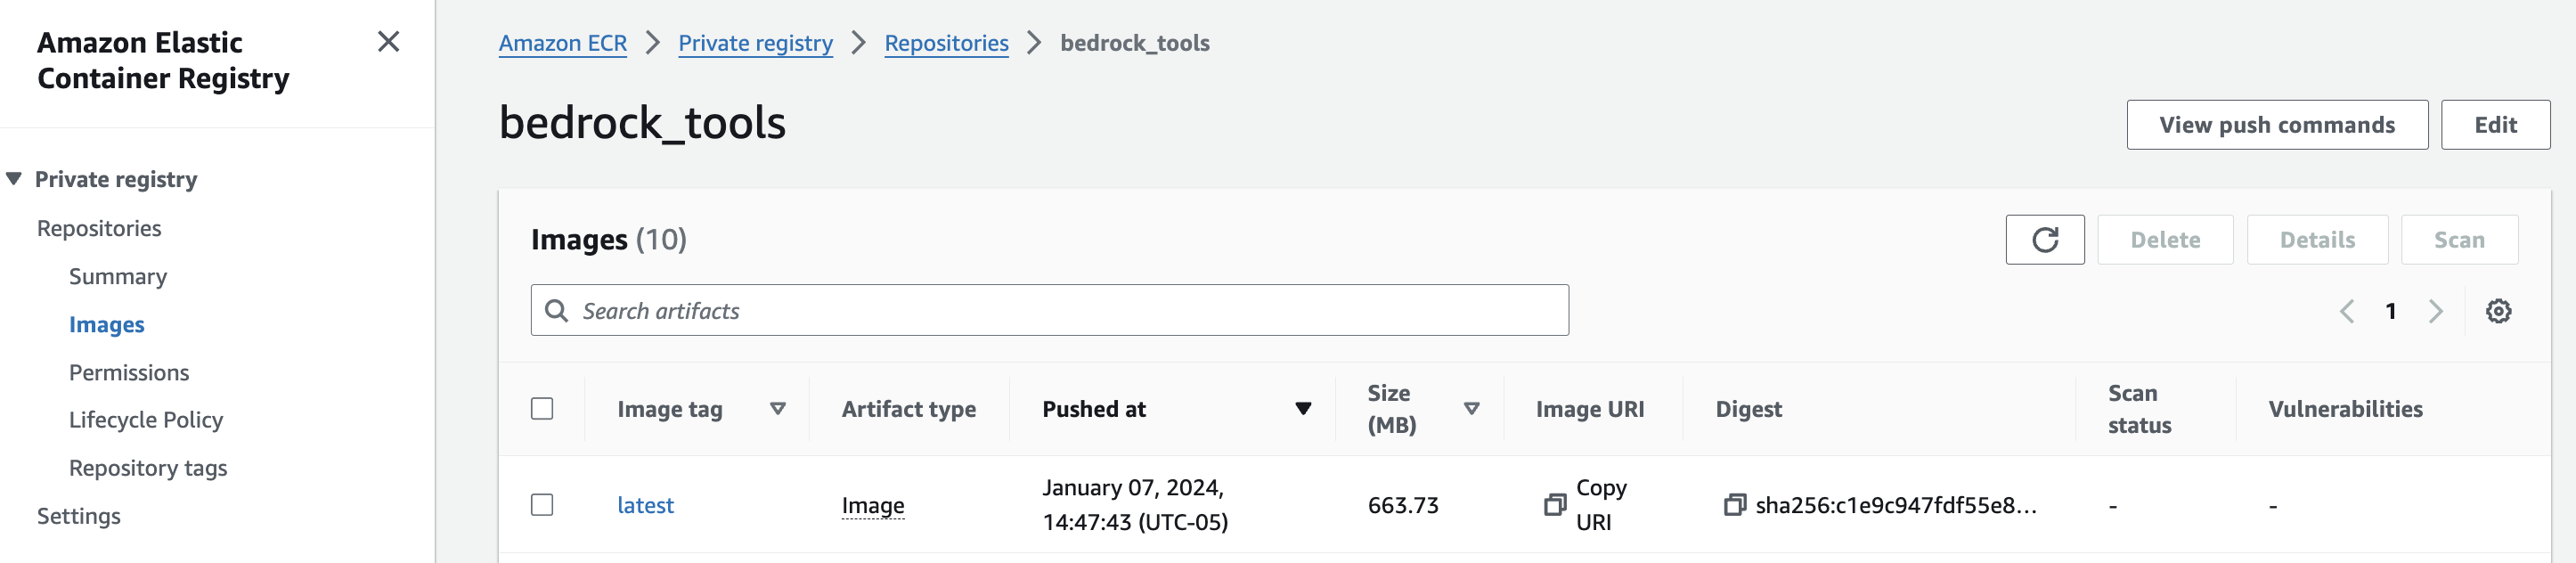 Amazon Elastic
Container Registry
Private registry
Repositories
Summary
Images
Permissions
Lifecycle Policy
Repository tags
Settings
Amazon ECR > Private registry > Repositories > bedrock_tools
bedrock_tools
View push commands
Edit
Images (10)
Delete
Details
Scan
Search artifacts
1
Image tag
Artifact type
Pushed at
Size
(MB)
Image URI
Digest
Scan
status
Vulnerabilities
latest
Image
January 07, 2024,
14:47:43 (UTC-05)
663.73
Copy
URI
sha256:c1e9c947fdf55e8...
-
-